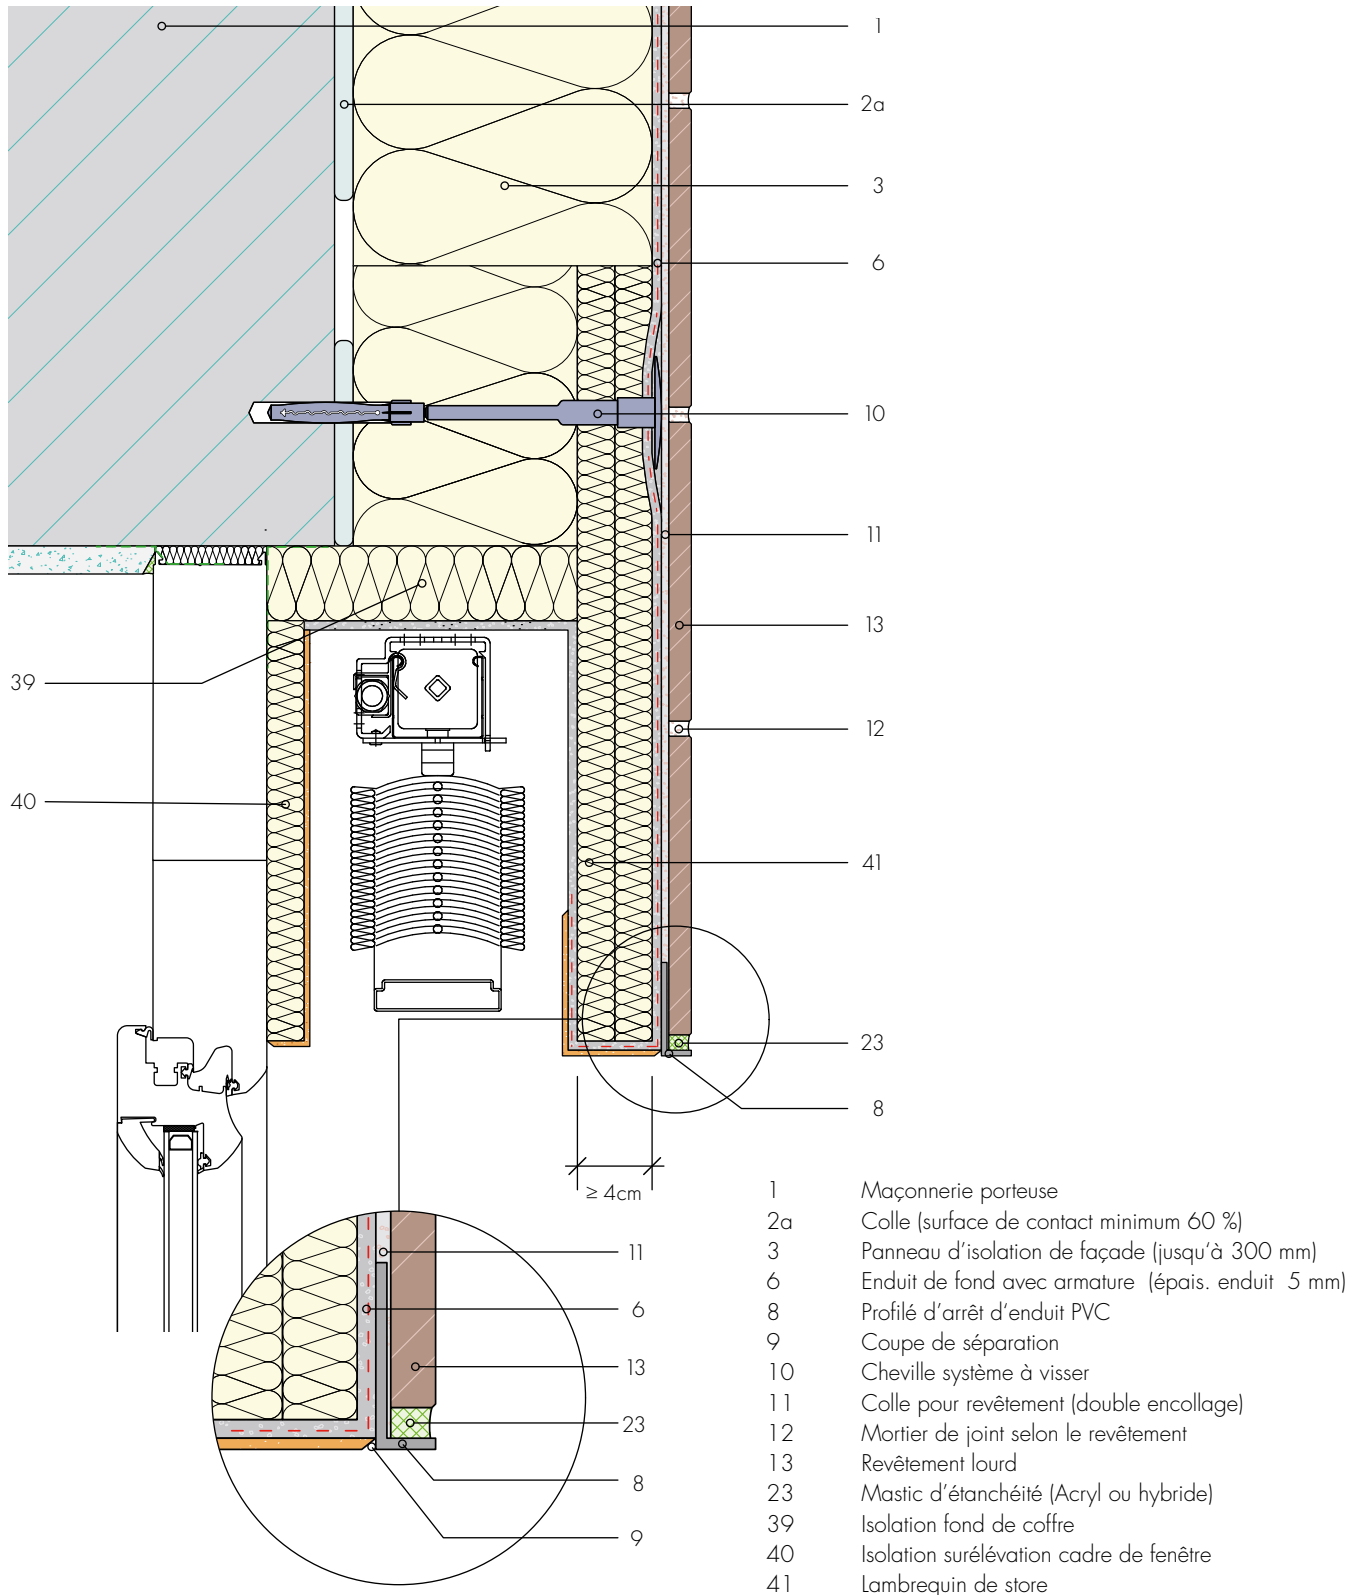 1
2a
3
6
10
11
13
39
12
40
41
23
8
≥ 4cm
11
6
13
23
8
9
1 Maçonnerie porteuse
2a Colle (surface de contact minimum 60 %)
3 Panneau d'isolation de façade (jusqu'à 300 mm)
6 Enduit de fond avec armature (épais. enduit 5 mm)
8 Profilé d'arrêt d'enduit PVC
9 Coupe de séparation
10 Cheville système à visser
11 Colle pour revêtement (double encollage)
12 Mortier de joint selon le revêtement
13 Revêtement lourd
23 Mastic d'étanchéité (Acryl ou hybride)
39 Isolation fond de coffre
40 Isolation surélévation cadre de fenêtre
41 Lambrequin de store